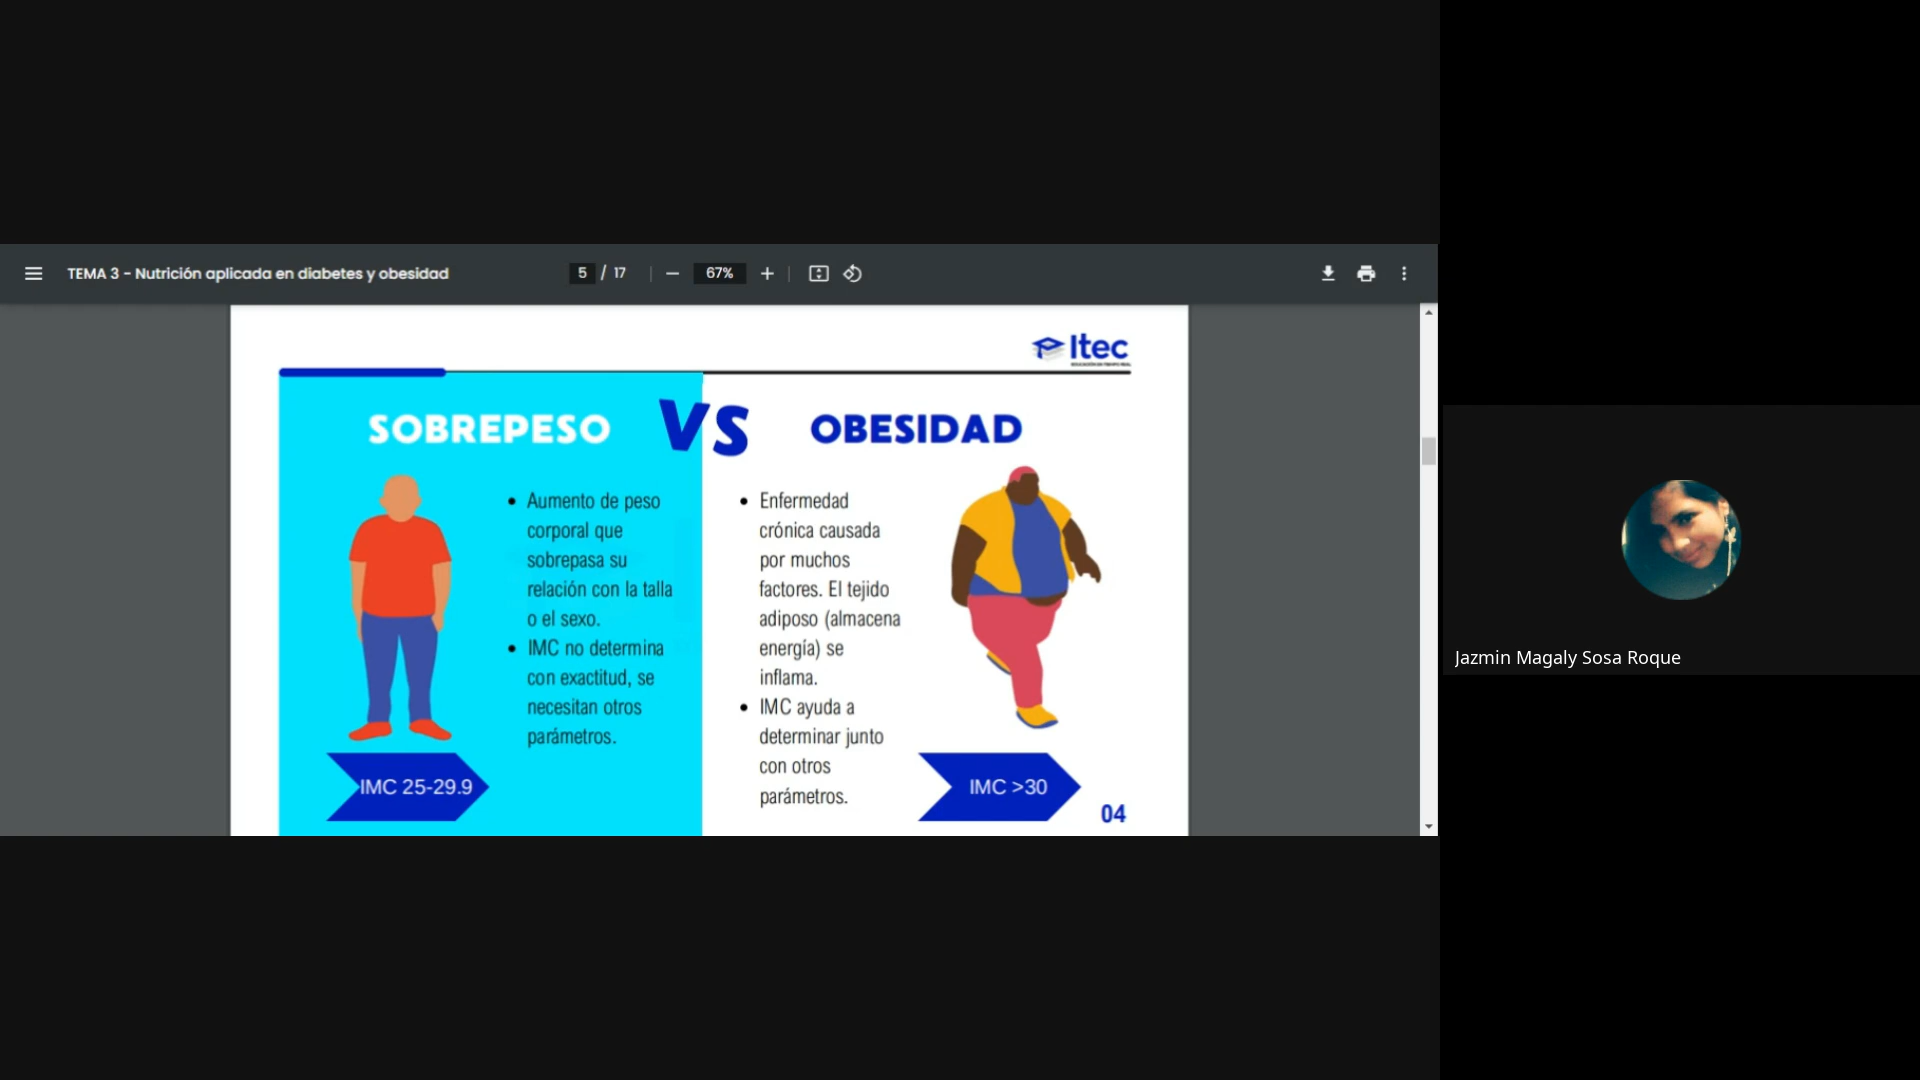 TEMA 3 - Nutrición aplicada en diabetes y obesidad
5 / 17
67%
Itec
SOBREPESO
VS
OBESIDAD
• Aumento de peso
corporal que
sobrepasa su
relación con la talla
o el sexo.
• IMC no determina
con exactitud, se
necesitan otros
parámetros.
IMC 25-29.9
• Enfermedad
crónica causada
por muchos
factores. El tejido
adiposo (almacena
energía) se
inflama.
• IMC ayuda a
determinar junto
con otros
parámetros.
IMC >30
04
Jazmin Magaly Sosa Roque